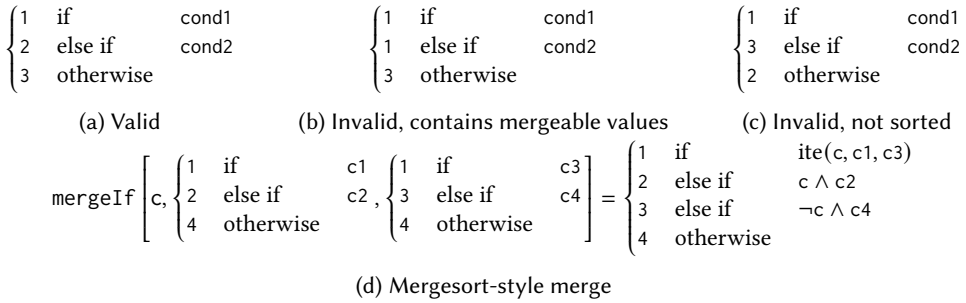 1 if cond1
2 else if cond2
3 otherwise
(a) Valid
1 if cond1
1 else if cond2
3 otherwise
(b) Invalid, contains mergeable values
1 if cond1
3 else if cond2
2 otherwise
(c) Invalid, not sorted
mergeIf [c, {1 if c1
2 else if c2
4 otherwise
, {1 if c3
3 else if c4
4 otherwise
] = {1 if ite(c, c1, c3)
2 else if c ∧ c2
3 else if ¬c ∧ c4
4 otherwise
(d) Mergesort-style merge